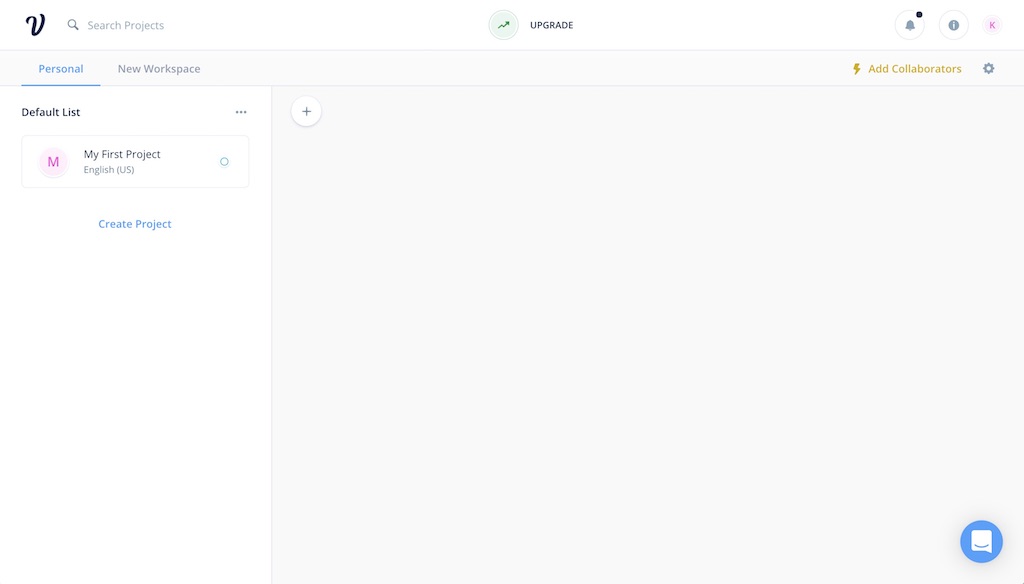 Search Projects
UPGRADE
K
Personal
New Workspace
Add Collaborators
Default List
M
My First Project
English (US)
Create Project